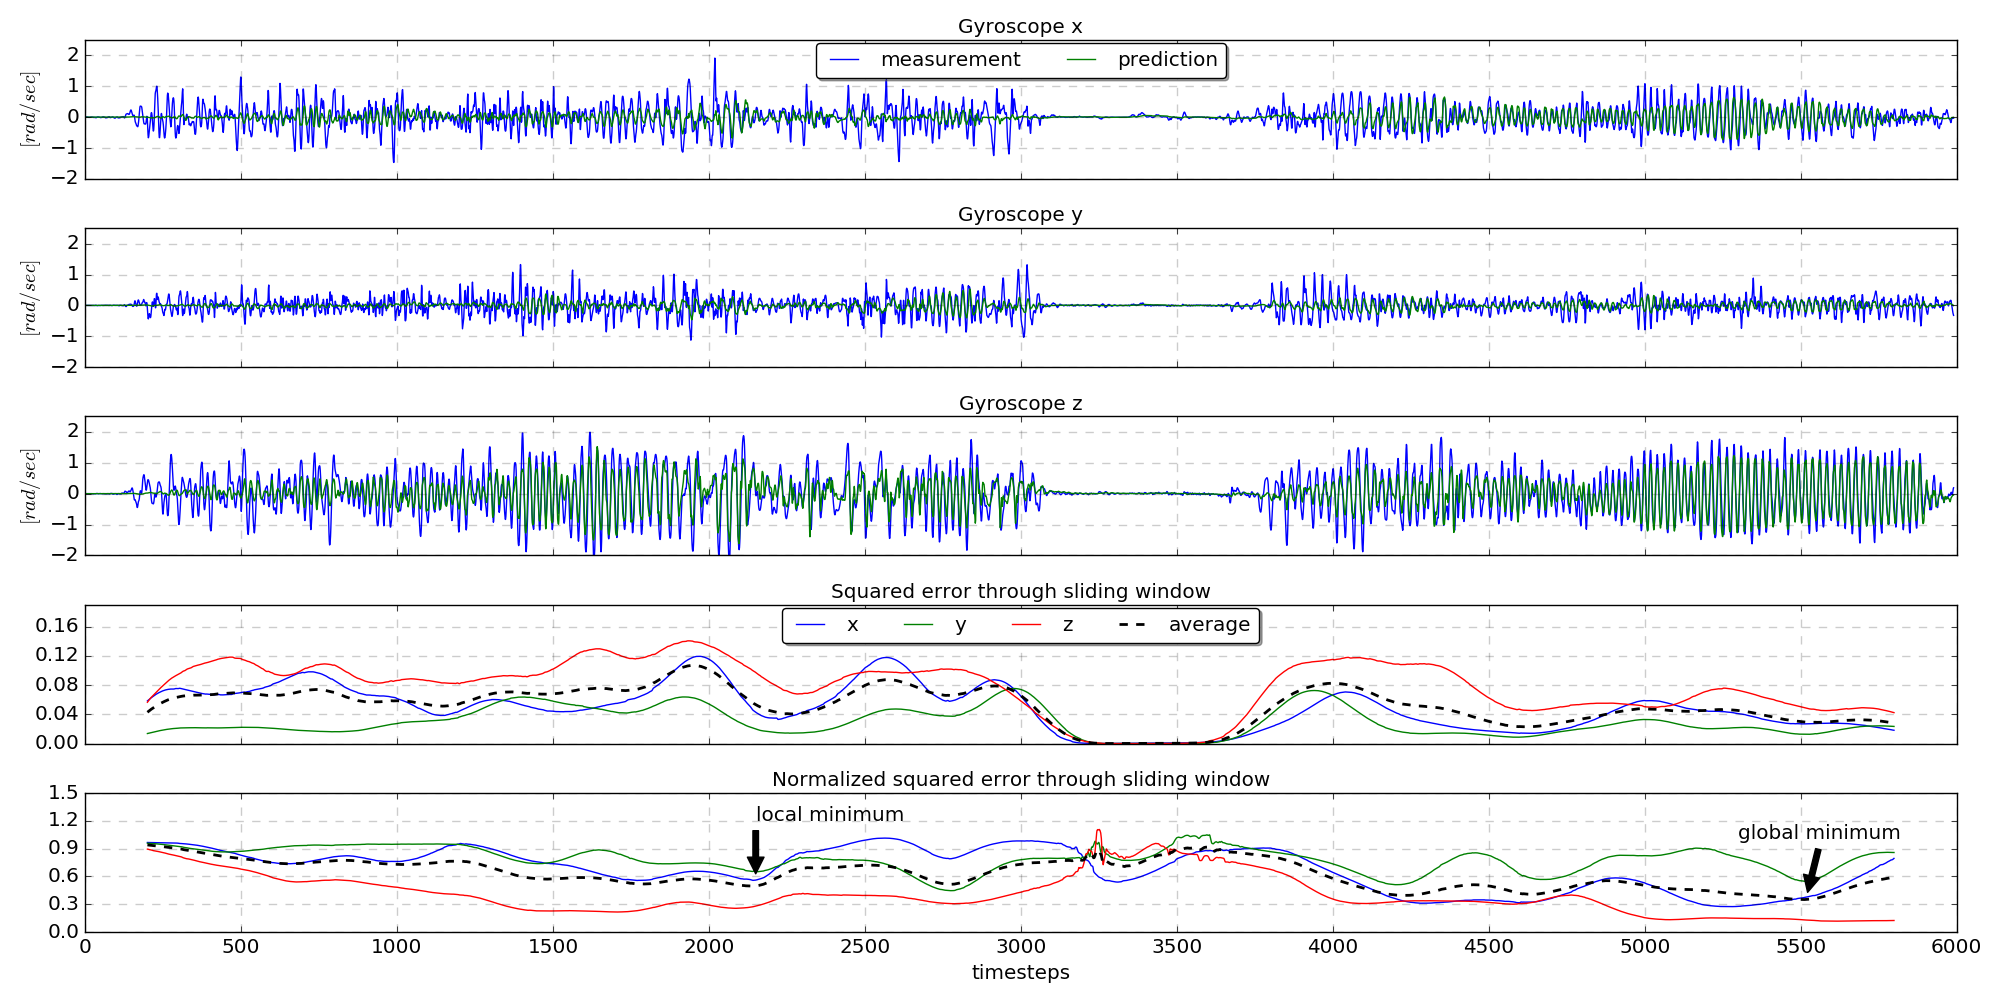 Gyroscope x
measurement prediction
2
1
0
−1
−2
[rad/sec]
Gyroscope y
2
1
0
−1
−2
[rad/sec]
Gyroscope z
2
1
0
−1
−2
[rad/sec]
Squared error through sliding window
x y z average
0.16
0.12
0.08
0.04
0.00
Normalized squared error through sliding window
1.5
1.2
0.9
0.6
0.3
0.0
local minimum
global minimum
0 500 1000 1500 2000 2500 3000 3500 4000 4500 5000 5500 6000
timesteps